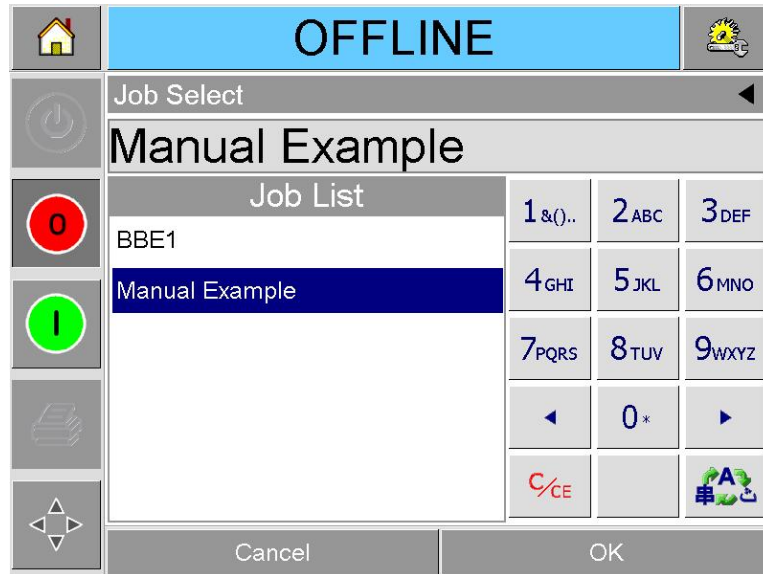 OFFLINE
Job Select
Manual Example
Job List
BBE1
Manual Example
1 &()..
2 ABC
3 DEF
4 GHI
5 JKL
6 MNO
7 PQRS
8 TUV
9 WXYZ
0 *
C/CE
A
串
0
I
Cancel
OK